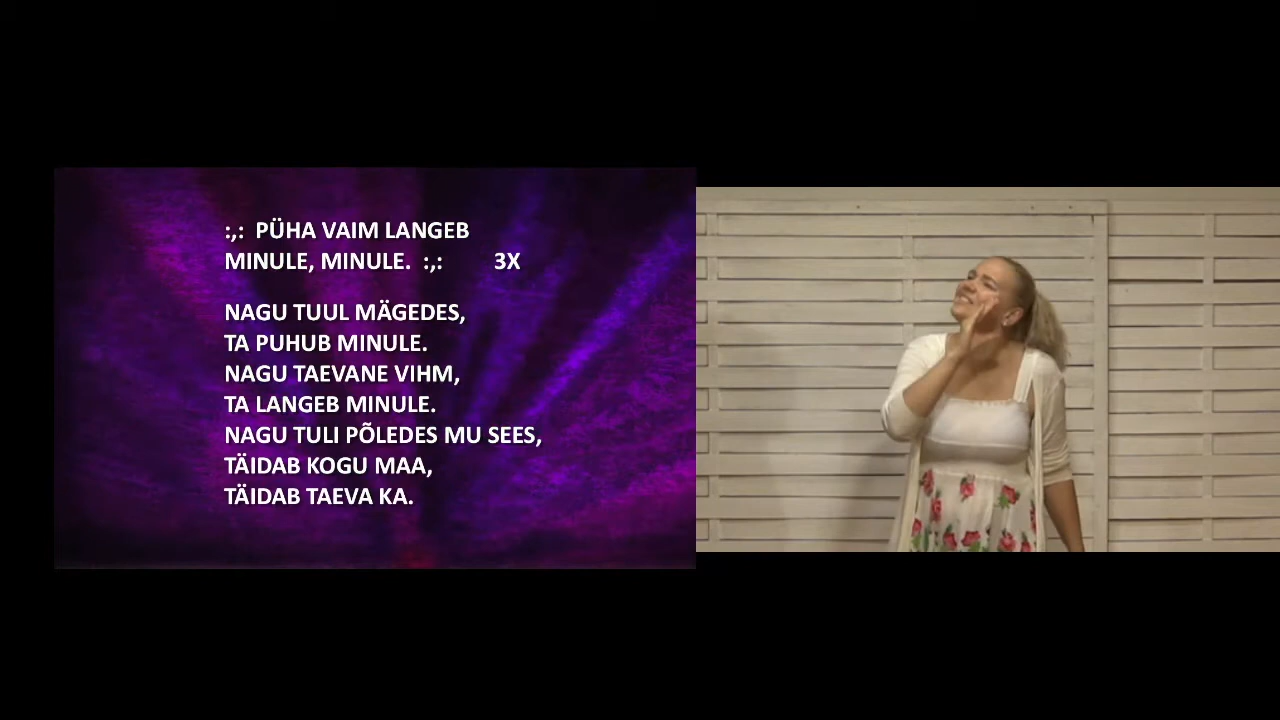 :,: PÜHA VAIM LANGEB
MINULE, MINULE. :,: 3X
NAGU TUUL MÄGEDES,
TA PUHUB MINULE.
NAGU TAEVANE VIHM,
TA LANGEB MINULE.
NAGU TULI PÕLEDES MU SEES,
TÄIDAB KOGU MAA,
TÄIDAB TAEVA KA.